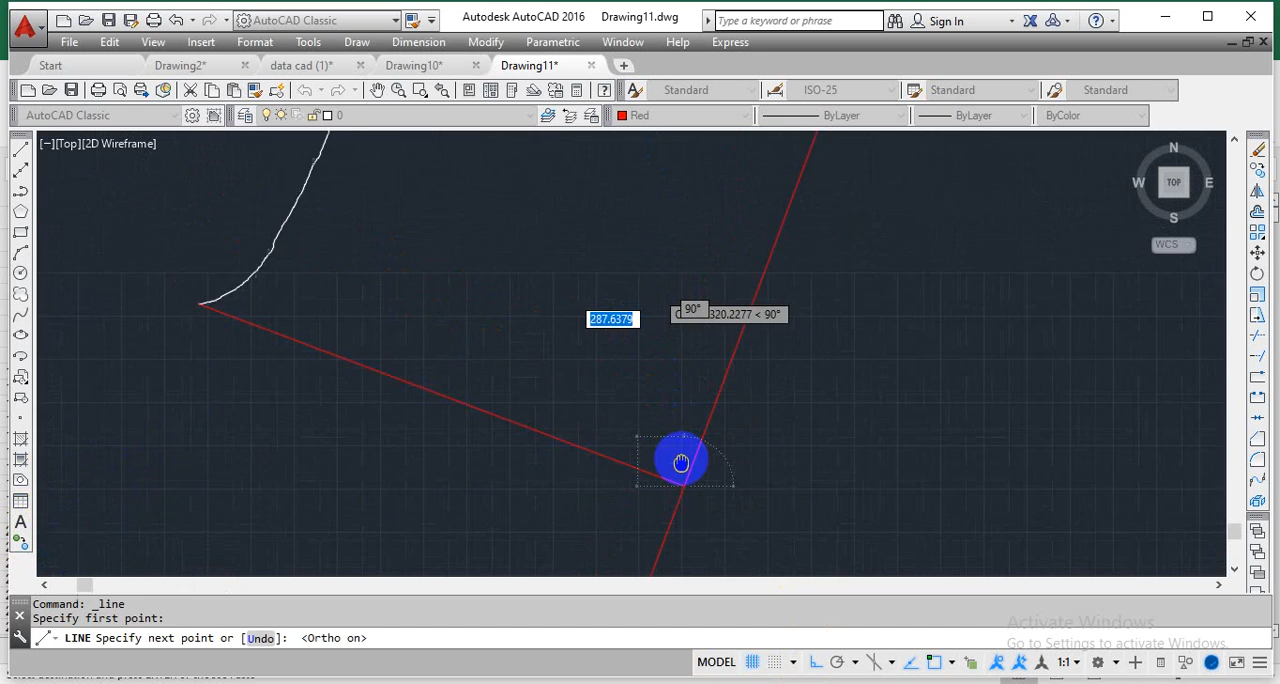 AutoCAD Classic
Autodesk AutoCAD 2016 Drawing11.dwg
Type a keyword or phrase
Sign In
File Edit View Insert Format Tools Draw Dimension Modify Parametric Window Help Express
Start Drawing2* data cad (1)* Drawing10* Drawing11*
Standard ISO-25 Standard Standard
AutoCAD Classic 0 Red ByLayer ByLayer ByColor
[−][Top][2D Wireframe]
N
W TOP E
S
WCS
287.6379
90°
320.2277 < 90°
Command: _line
Specify first point:
LINE Specify next point or [Undo]: <Ortho on>
Activate Windows
Go to Settings to activate Windows.
MODEL 1:1